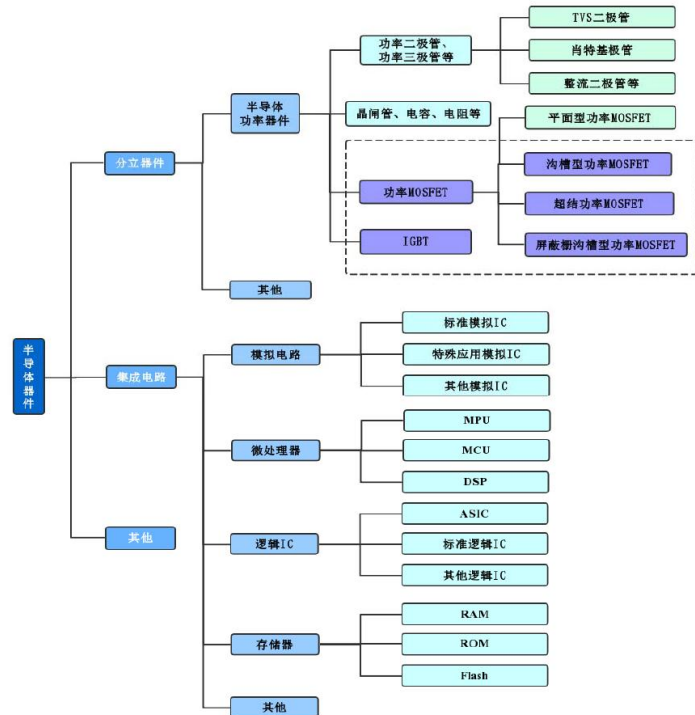 TVS二极管
功率二极管、
功率三极管等
肖特基极管
整流二极管等
半导体
功率器件
晶闸管、电容、电阻等
平面型功率MOSFET
分立器件
沟槽型功率MOSFET
功率MOSFET
超结功率MOSFET
IGBT
屏蔽栅沟槽型功率MOSFET
其他
半导体器件
标准模拟IC
模拟电路
特殊应用模拟IC
集成电路
其他模拟IC
MPU
微处理器
MCU
DSP
ASIC
其他
逻辑IC
标准逻辑IC
其他逻辑IC
RAM
存储器
ROM
Flash
其他